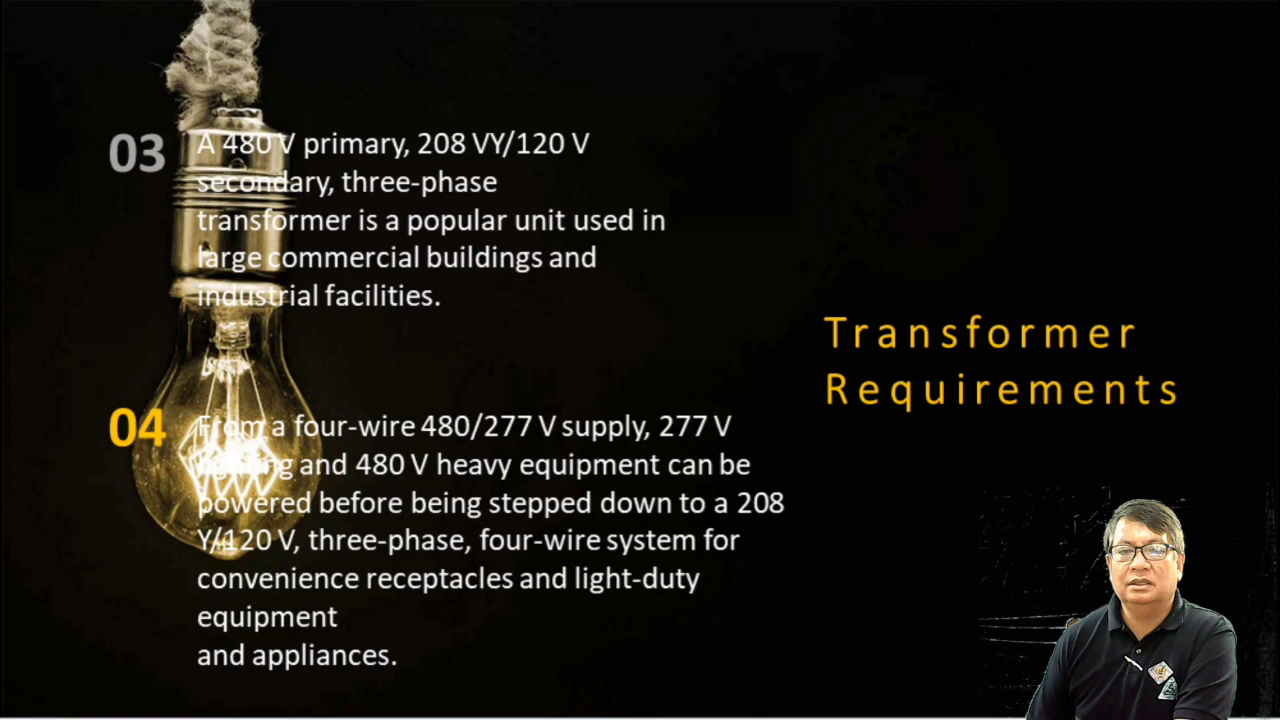 03
A 480 V primary, 208 VY/120 V
secondary, three-phase
transformer is a popular unit used in
large commercial buildings and
industrial facilities.
04
From a four-wire 480/277 V supply, 277 V
lighting and 480 V heavy equipment can be
powered before being stepped down to a 208
Y/120 V, three-phase, four-wire system for
convenience receptacles and light-duty
equipment
and appliances.
Transformer
Requirements